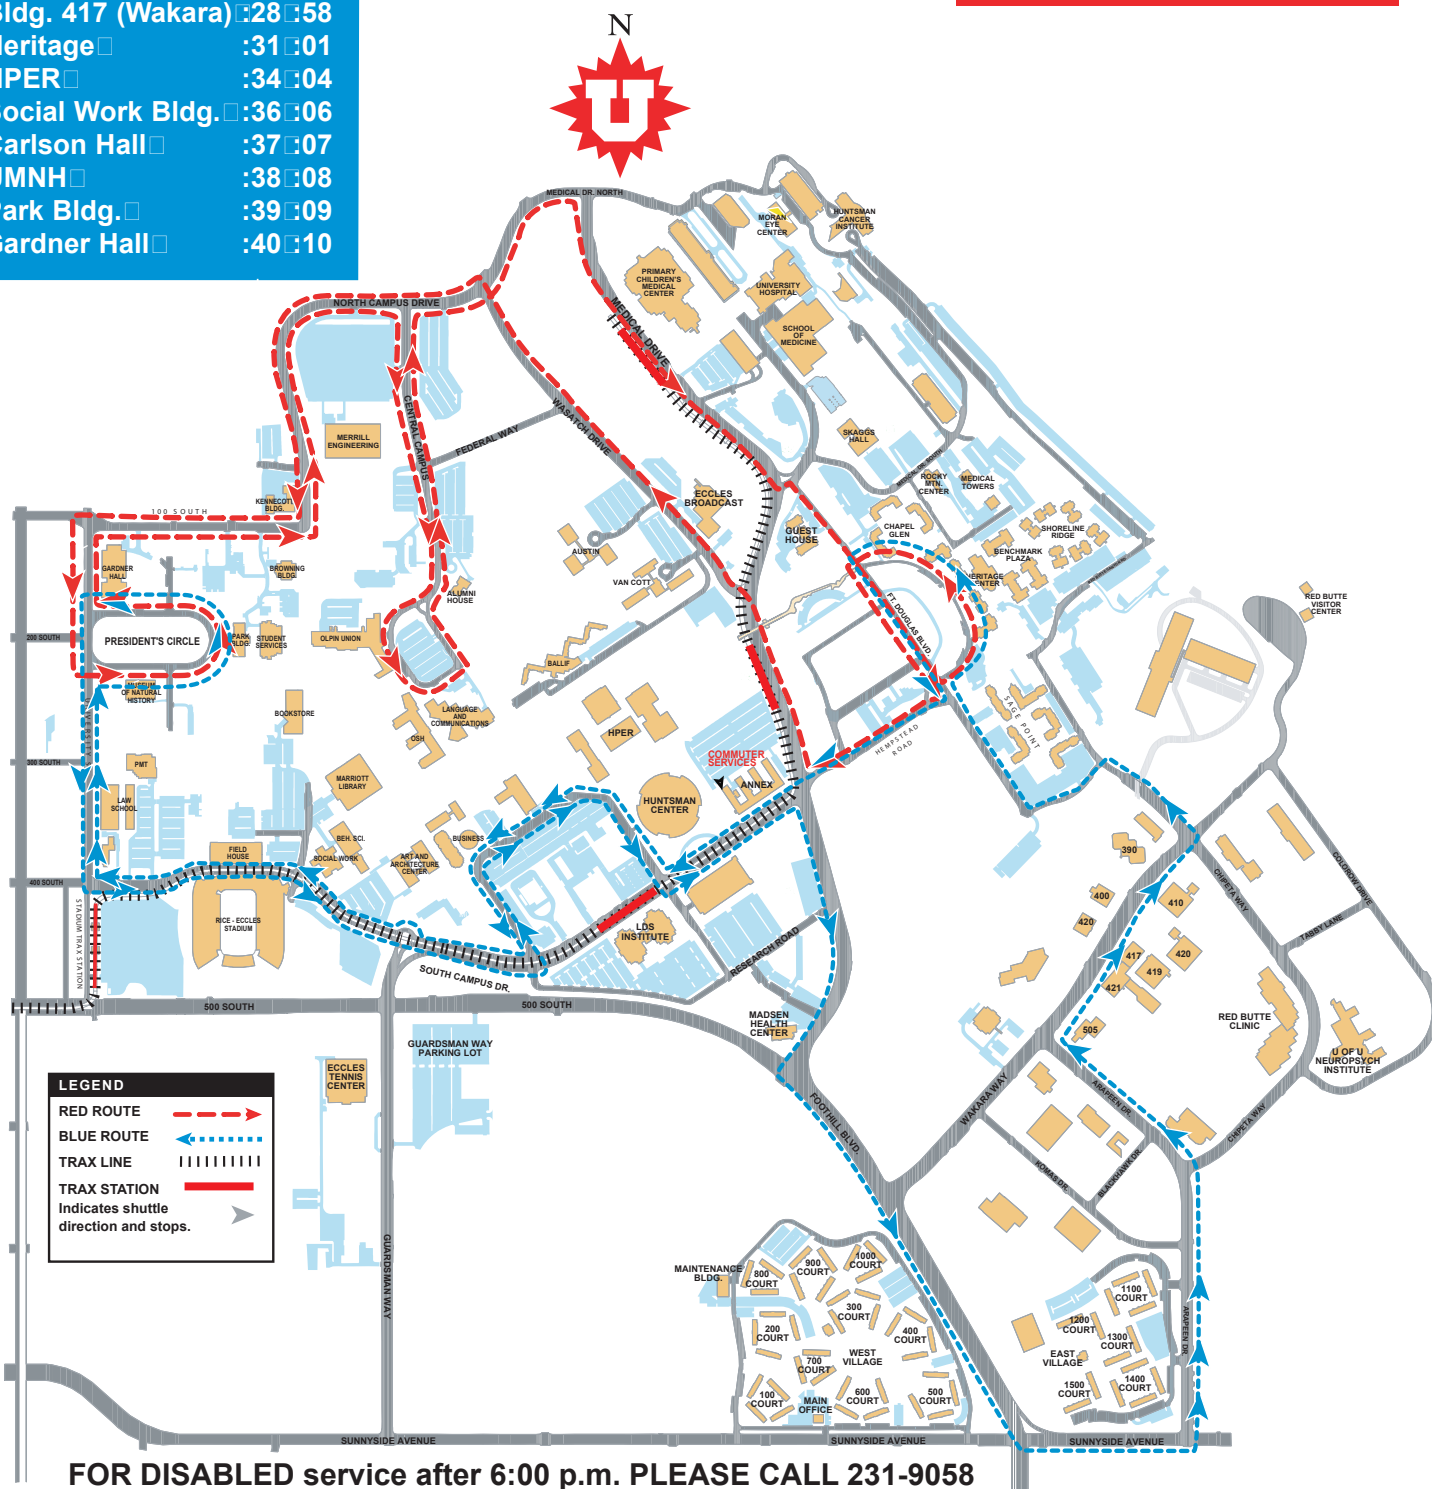 Bldg. 417 (Wakara) :28 :58
Heritage :31 :01
HPER :34 :04
Social Work Bldg. :36 :06
Carlson Hall :37 :07
UMNH :38 :08
Park Bldg. :39 :09
Gardner Hall :40 :10
N
U
MEDICAL DR. NORTH
MORAN
EYE
CENTER
HUNTSMAN
CANCER
INSTITUTE
PRIMARY
CHILDREN'S
MEDICAL
CENTER
UNIVERSITY
HOSPITAL
SCHOOL
OF
MEDICINE
NORTH CAMPUS DRIVE
MEDICAL DRIVE
CENTRAL CAMPUS
WASATCH DRIVE
FEDERAL WAY
MERRILL
ENGINEERING
SKAGGS
HALL
MEDICAL DR. SOUTH
ROCKY
MTN.
CENTER
MEDICAL
TOWERS
KENNECOTT
BLDG.
ECCLES
BROADCAST
100 SOUTH
GUEST
HOUSE
CHAPEL
GLEN
SHORELINE
RIDGE
BENCHMARK
PLAZA
HERITAGE
CENTER
AUSTIN
VAN COTT
GARDNER
HALL
BROWNING
BLDG.
ALUMNI
HOUSE
FT. DOUGLAS BLVD.
RED BUTTE
VISITOR
CENTER
200 SOUTH
PRESIDENT'S CIRCLE
PARK
BLDG.
STUDENT
SERVICES
OLPIN UNION
BALLIF
MUSEUM
OF NATURAL
HISTORY
UNIVERSITY
BOOKSTORE
LANGUAGE
AND
COMMUNICATIONS
OSH
HPER
SAGE POINT
HEMPSTEAD
ROAD
COMMUTER
SERVICES
ANNEX
300 SOUTH
PMT
LAW
SCHOOL
MARRIOTT
LIBRARY
HUNTSMAN
CENTER
BEH. SCI.
SOCIAL WORK
BUSINESS
ART AND
ARCHITECTURE
CENTER
FIELD
HOUSE
400 SOUTH
STADIUM TRAX STATION
RICE - ECCLES
STADIUM
LDS
INSTITUTE
SOUTH CAMPUS DR.
RESEARCH ROAD
390
400
420
410
417
419
420
421
505
CHIPETA WAY
COLOROW DRIVE
TABBY LANE
500 SOUTH
500 SOUTH
MADSEN
HEALTH
CENTER
RED BUTTE
CLINIC
U OF U
NEUROPSYCH
INSTITUTE
GUARDSMAN WAY
PARKING LOT
ECCLES
TENNIS
CENTER
WAKARA WAY
ARAPEEN DR.
CHIPETA WAY
FOOTHILL BLVD.
KOMAS DR.
BLACKHAWK DR.
LEGEND
RED ROUTE
BLUE ROUTE
TRAX LINE
TRAX STATION
Indicates shuttle
direction and stops.
GUARDSMAN WAY
MAINTENANCE
BLDG.
800
COURT
900
COURT
1000
COURT
300
COURT
200
COURT
400
COURT
WEST
VILLAGE
700
COURT
100
COURT
MAIN
OFFICE
600
COURT
500
COURT
1100
COURT
1200
COURT
1300
COURT
EAST
VILLAGE
1500
COURT
1400
COURT
ARAPEEN DR.
SUNNYSIDE AVENUE
SUNNYSIDE AVENUE
SUNNYSIDE AVENUE
FOR DISABLED service after 6:00 p.m. PLEASE CALL 231-9058